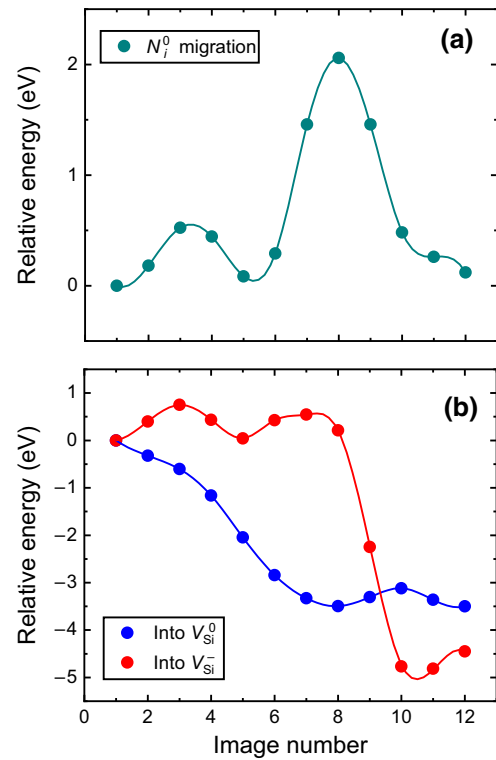 (a)
N_i^0 migration
Relative energy (eV)
2
1
0
(b)
Relative energy (eV)
1
0
−1
−2
−3
−4
−5
Into V_Si^0
Into V_Si^−
0 2 4 6 8 10 12
Image number